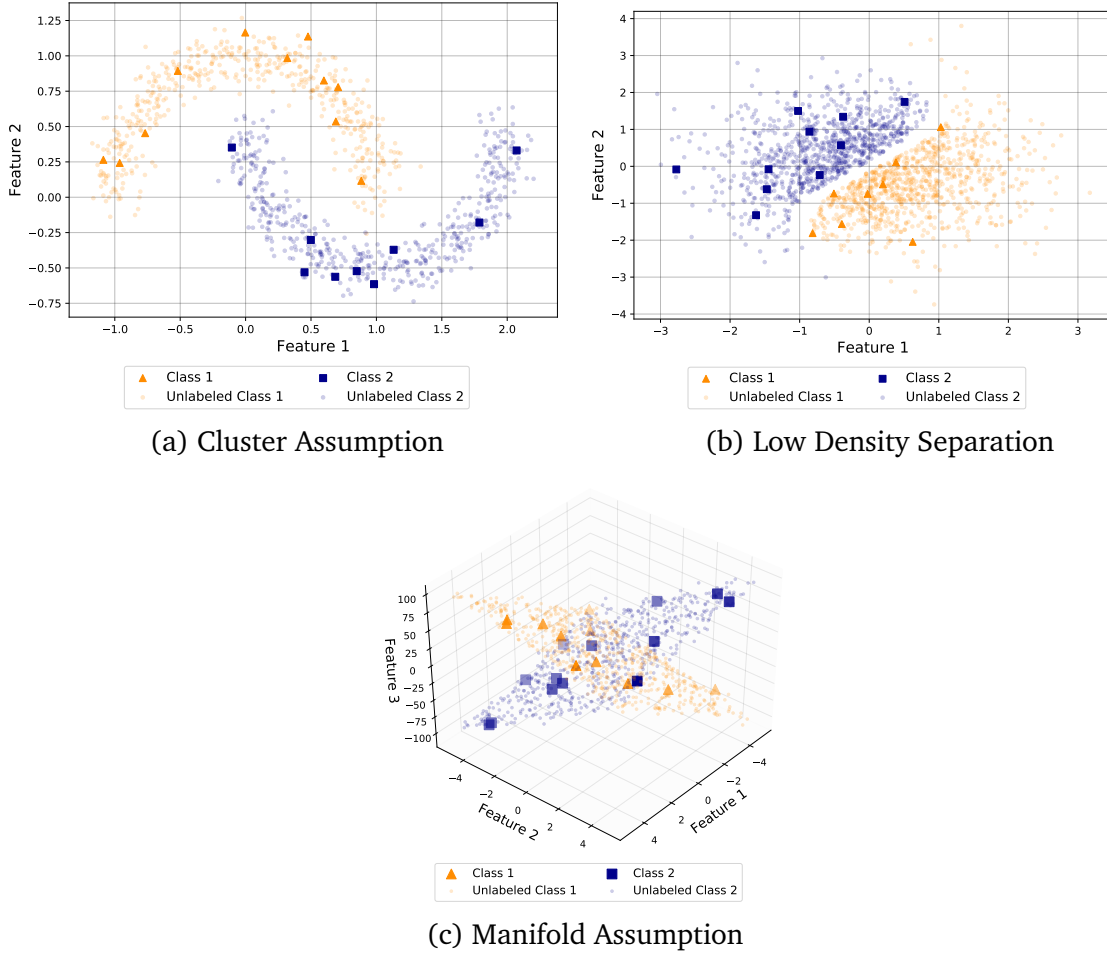 1.25
1.00
0.75
0.50
0.25
0.00
−0.25
−0.50
−0.75
Feature 2
−1.0 −0.5 0.0 0.5 1.0 1.5 2.0
Feature 1
Class 1 Class 2
Unlabeled Class 1 Unlabeled Class 2
(a) Cluster Assumption
4
3
2
1
0
−1
−2
−3
−4
Feature 2
−3 −2 −1 0 1 2 3
Feature 1
Class 1 Class 2
Unlabeled Class 1 Unlabeled Class 2
(b) Low Density Separation
100
75
50
25
0
−25
−50
−75
−100
Feature 3
−4
−2
0
2
4
Feature 2
−4
−2
0
2
4
Feature 1
Class 1 Class 2
Unlabeled Class 1 Unlabeled Class 2
(c) Manifold Assumption